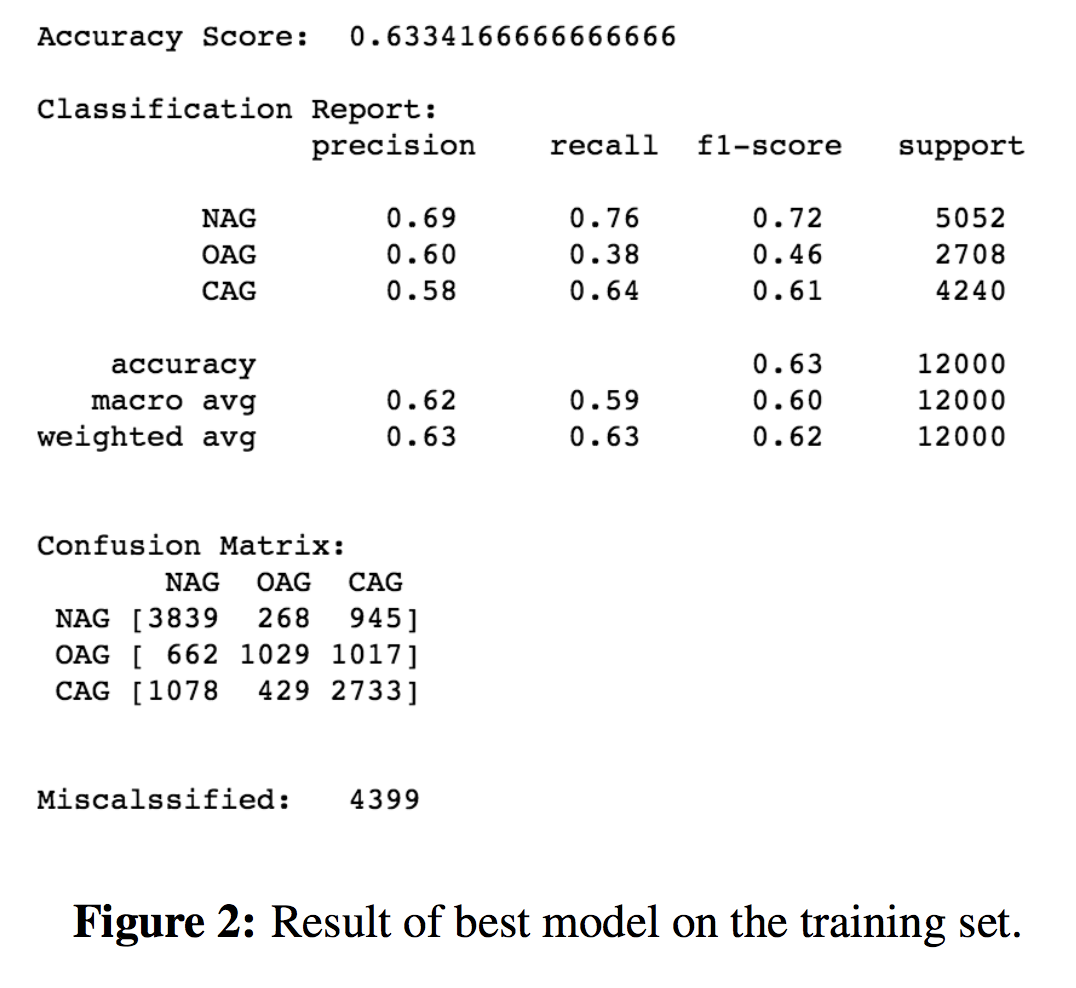 Accuracy Score: 0.6334166666666666
Classification Report:
precision recall f1-score support
NAG 0.69 0.76 0.72 5052
OAG 0.60 0.38 0.46 2708
CAG 0.58 0.64 0.61 4240
accuracy 0.63 12000
macro avg 0.62 0.59 0.60 12000
weighted avg 0.63 0.63 0.62 12000
Confusion Matrix:
NAG OAG CAG
NAG [3839 268 945]
OAG [ 662 1029 1017]
CAG [1078 429 2733]
Miscalssified: 4399
Figure 2: Result of best model on the training set.